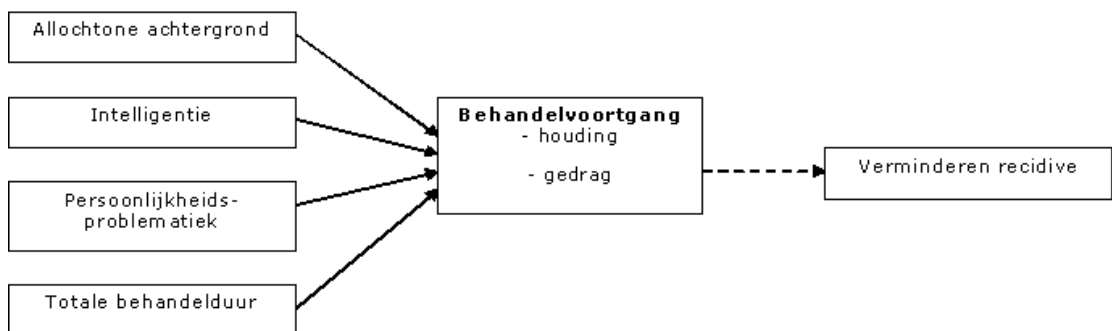 Allochtone achtergrond
Intelligentie
Persoonlijkheids-
problematiek
Totale behandelduur
Behandelvoortgang
- houding
- gedrag
Verminderen recidive